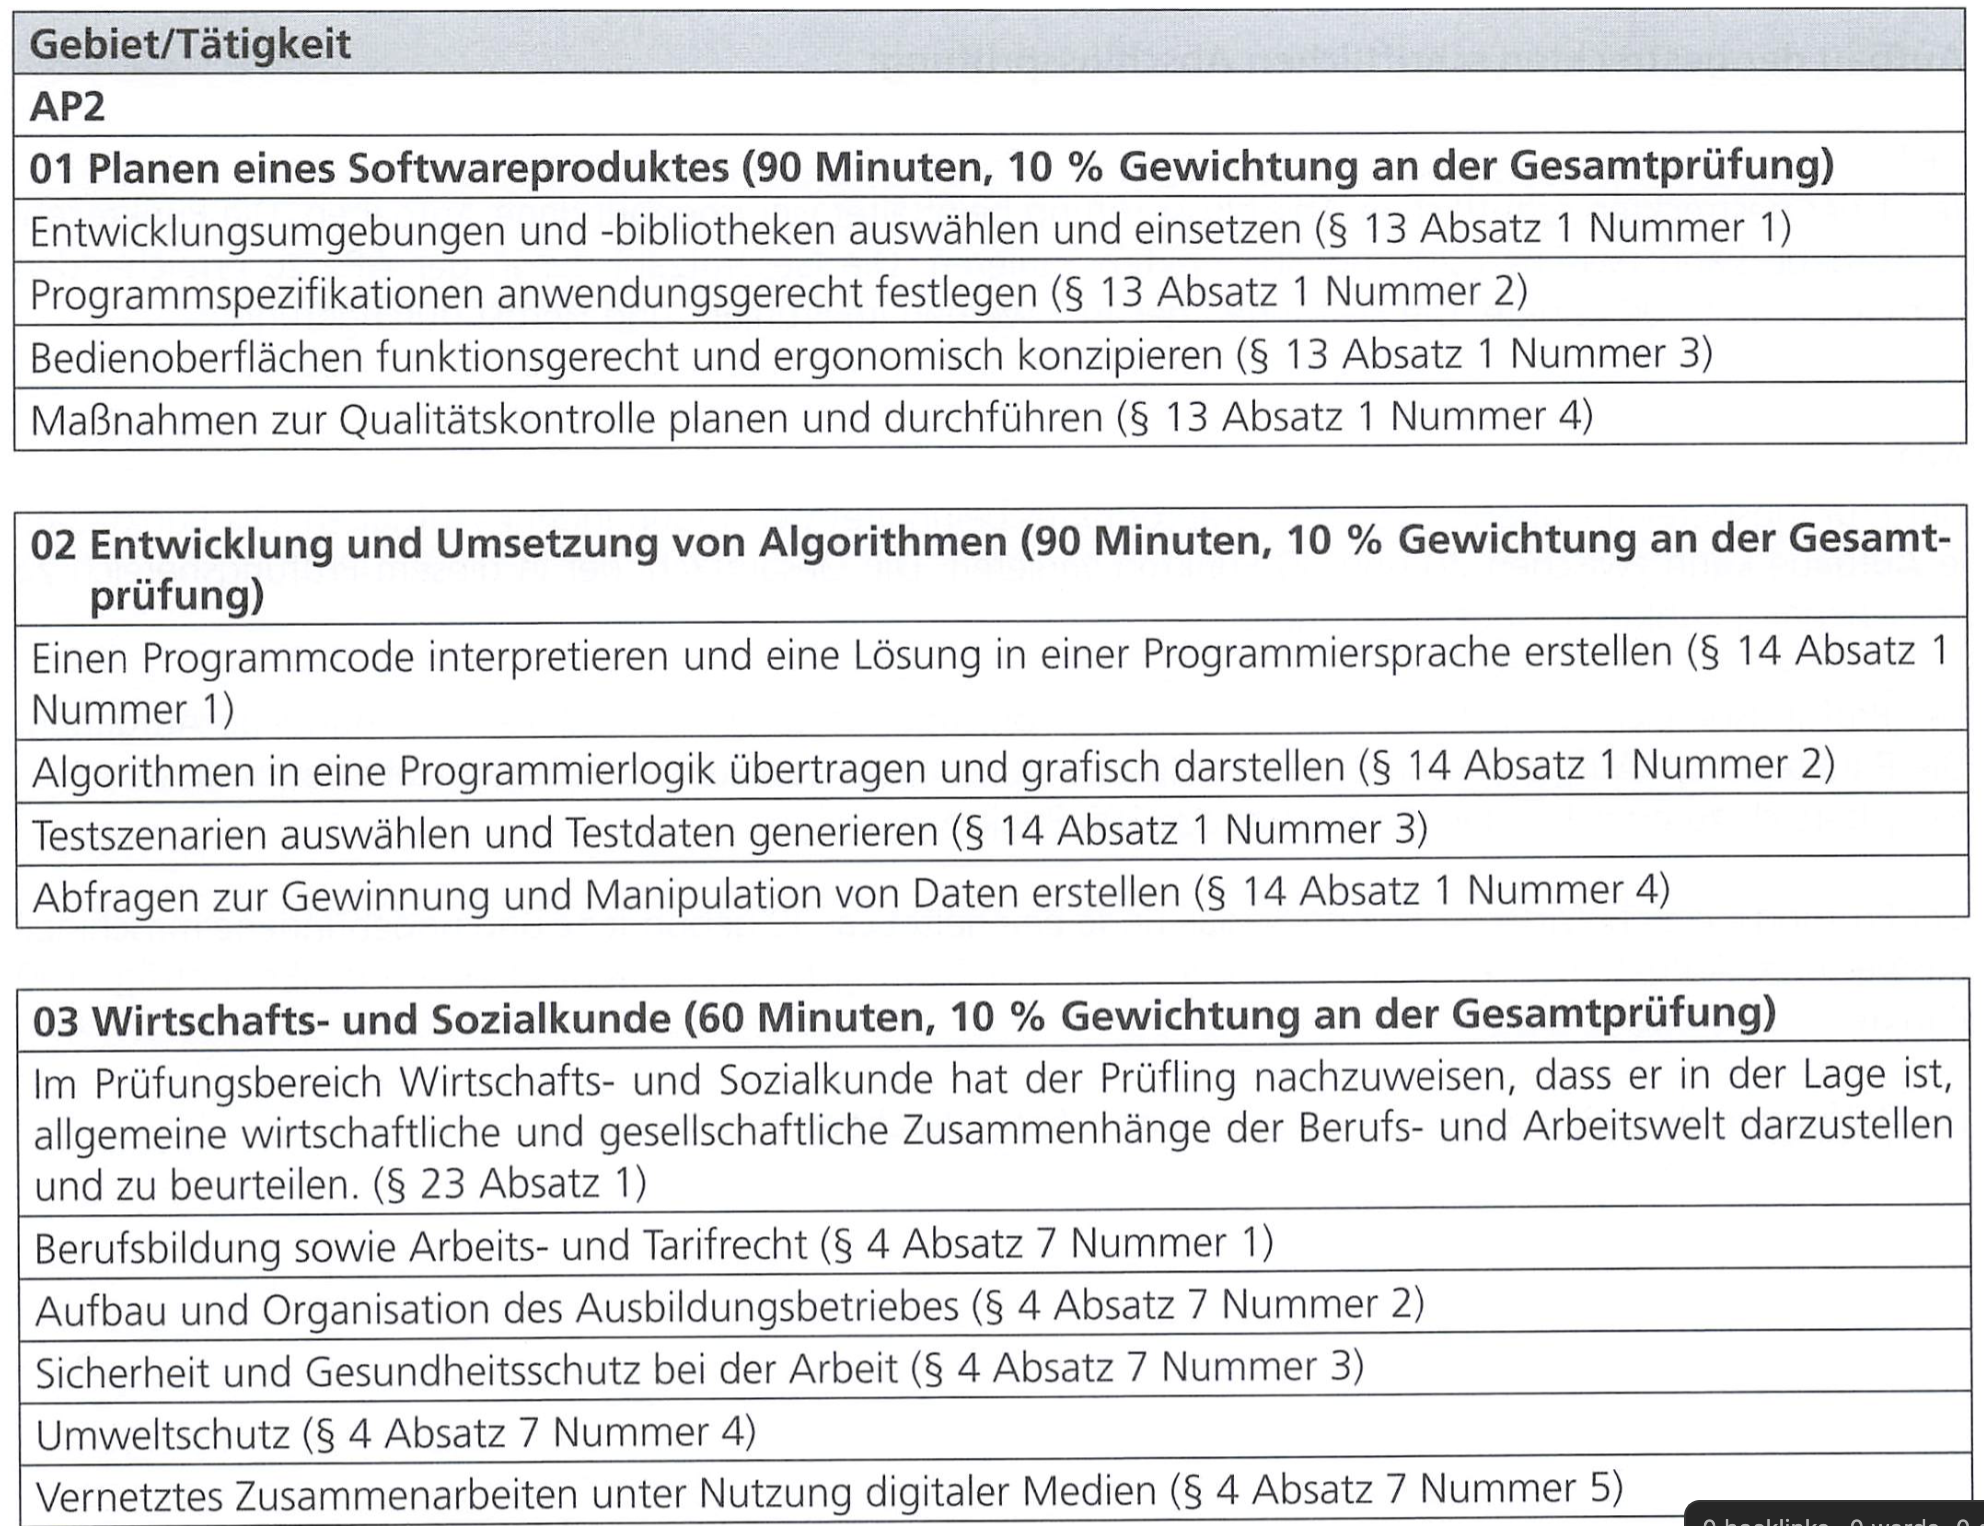 Gebiet/Tätigkeit
AP2
01 Planen eines Softwareproduktes (90 Minuten, 10 % Gewichtung an der Gesamtprüfung)
Entwicklungsumgebungen und -bibliotheken auswählen und einsetzen (§ 13 Absatz 1 Nummer 1)
Programmspezifikationen anwendungsgerecht festlegen (§ 13 Absatz 1 Nummer 2)
Bedienoberflächen funktionsgerecht und ergonomisch konzipieren (§ 13 Absatz 1 Nummer 3)
Maßnahmen zur Qualitätskontrolle planen und durchführen (§ 13 Absatz 1 Nummer 4)
02 Entwicklung und Umsetzung von Algorithmen (90 Minuten, 10 % Gewichtung an der Gesamt-
prüfung)
Einen Programmcode interpretieren und eine Lösung in einer Programmiersprache erstellen (§ 14 Absatz 1
Nummer 1)
Algorithmen in eine Programmierlogik übertragen und grafisch darstellen (§ 14 Absatz 1 Nummer 2)
Testszenarien auswählen und Testdaten generieren (§ 14 Absatz 1 Nummer 3)
Abfragen zur Gewinnung und Manipulation von Daten erstellen (§ 14 Absatz 1 Nummer 4)
03 Wirtschafts- und Sozialkunde (60 Minuten, 10 % Gewichtung an der Gesamtprüfung)
Im Prüfungsbereich Wirtschafts- und Sozialkunde hat der Prüfling nachzuweisen, dass er in der Lage ist,
allgemeine wirtschaftliche und gesellschaftliche Zusammenhänge der Berufs- und Arbeitswelt darzustellen
und zu beurteilen. (§ 23 Absatz 1)
Berufsbildung sowie Arbeits- und Tarifrecht (§ 4 Absatz 7 Nummer 1)
Aufbau und Organisation des Ausbildungsbetriebes (§ 4 Absatz 7 Nummer 2)
Sicherheit und Gesundheitsschutz bei der Arbeit (§ 4 Absatz 7 Nummer 3)
Umweltschutz (§ 4 Absatz 7 Nummer 4)
Vernetztes Zusammenarbeiten unter Nutzung digitaler Medien (§ 4 Absatz 7 Nummer 5)